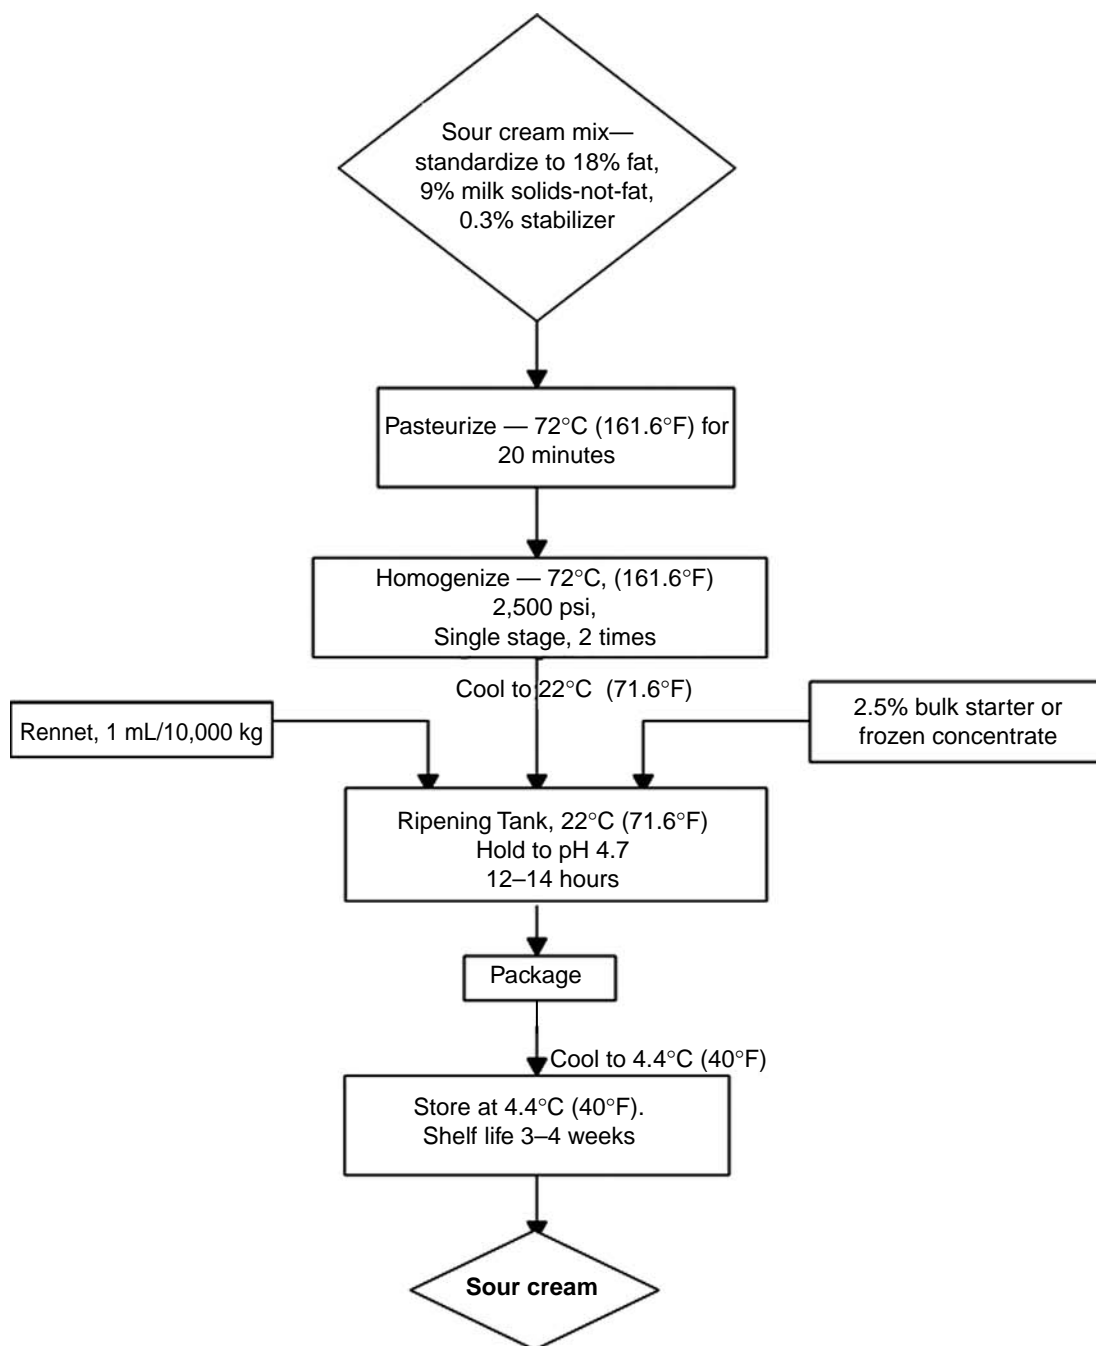 Sour cream mix—
standardize to 18% fat,
9% milk solids-not-fat,
0.3% stabilizer
Pasteurize — 72°C (161.6°F) for
20 minutes
Homogenize — 72°C, (161.6°F)
2,500 psi,
Single stage, 2 times
Cool to 22°C (71.6°F)
Rennet, 1 mL/10,000 kg
2.5% bulk starter or
frozen concentrate
Ripening Tank, 22°C (71.6°F)
Hold to pH 4.7
12–14 hours
Package
Cool to 4.4°C (40°F)
Store at 4.4°C (40°F).
Shelf life 3–4 weeks
Sour cream